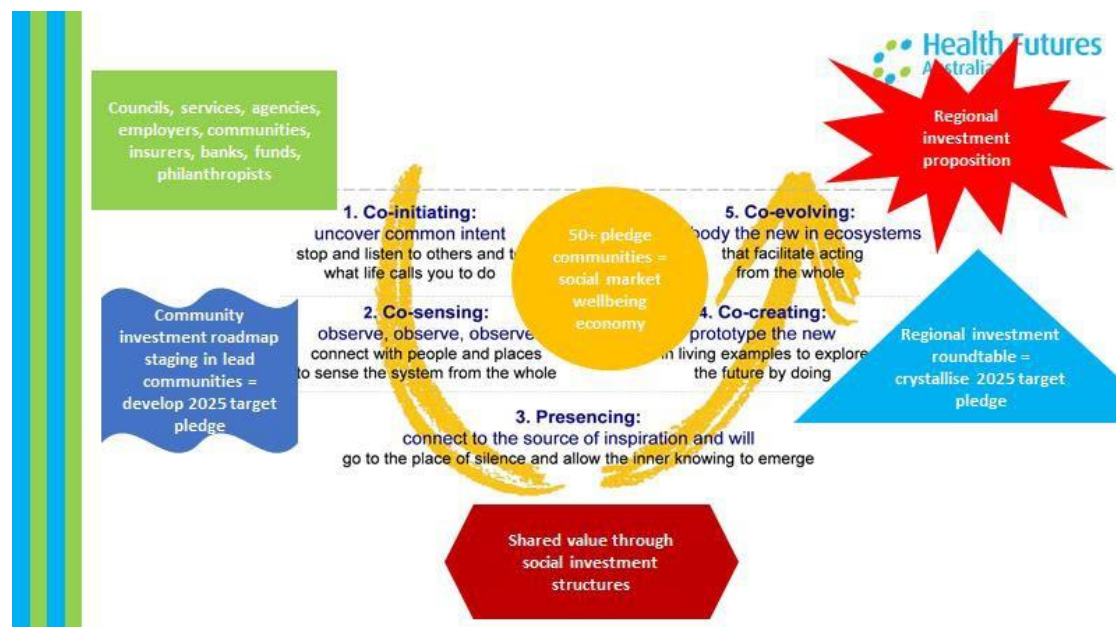 Health Futures
Australia
Councils, services, agencies,
employers, communities,
insurers, banks, funds,
philanthropists
Regional
investment
proposition
1. Co-initiating:
uncover common intent
stop and listen to others and t
what life calls you to do
50+ pledge
communities =
social market
wellbeing
economy
5. Co-evolving:
body the new in ecosystems
that facilitate acting
from the whole
Community
investment roadmap
staging in lead
communities =
develop 2025 target
pledge
2. Co-sensing:
observe, observe, observe
connect with people and places
to sense the system from the whole
4. Co-creating:
prototype the new
in living examples to explore
the future by doing
Regional investment
roundtable =
crystallise 2025 target
pledge
3. Presencing:
connect to the source of inspiration and will
go to the place of silence and allow the inner knowing to emerge
Shared value through
social investment
structures